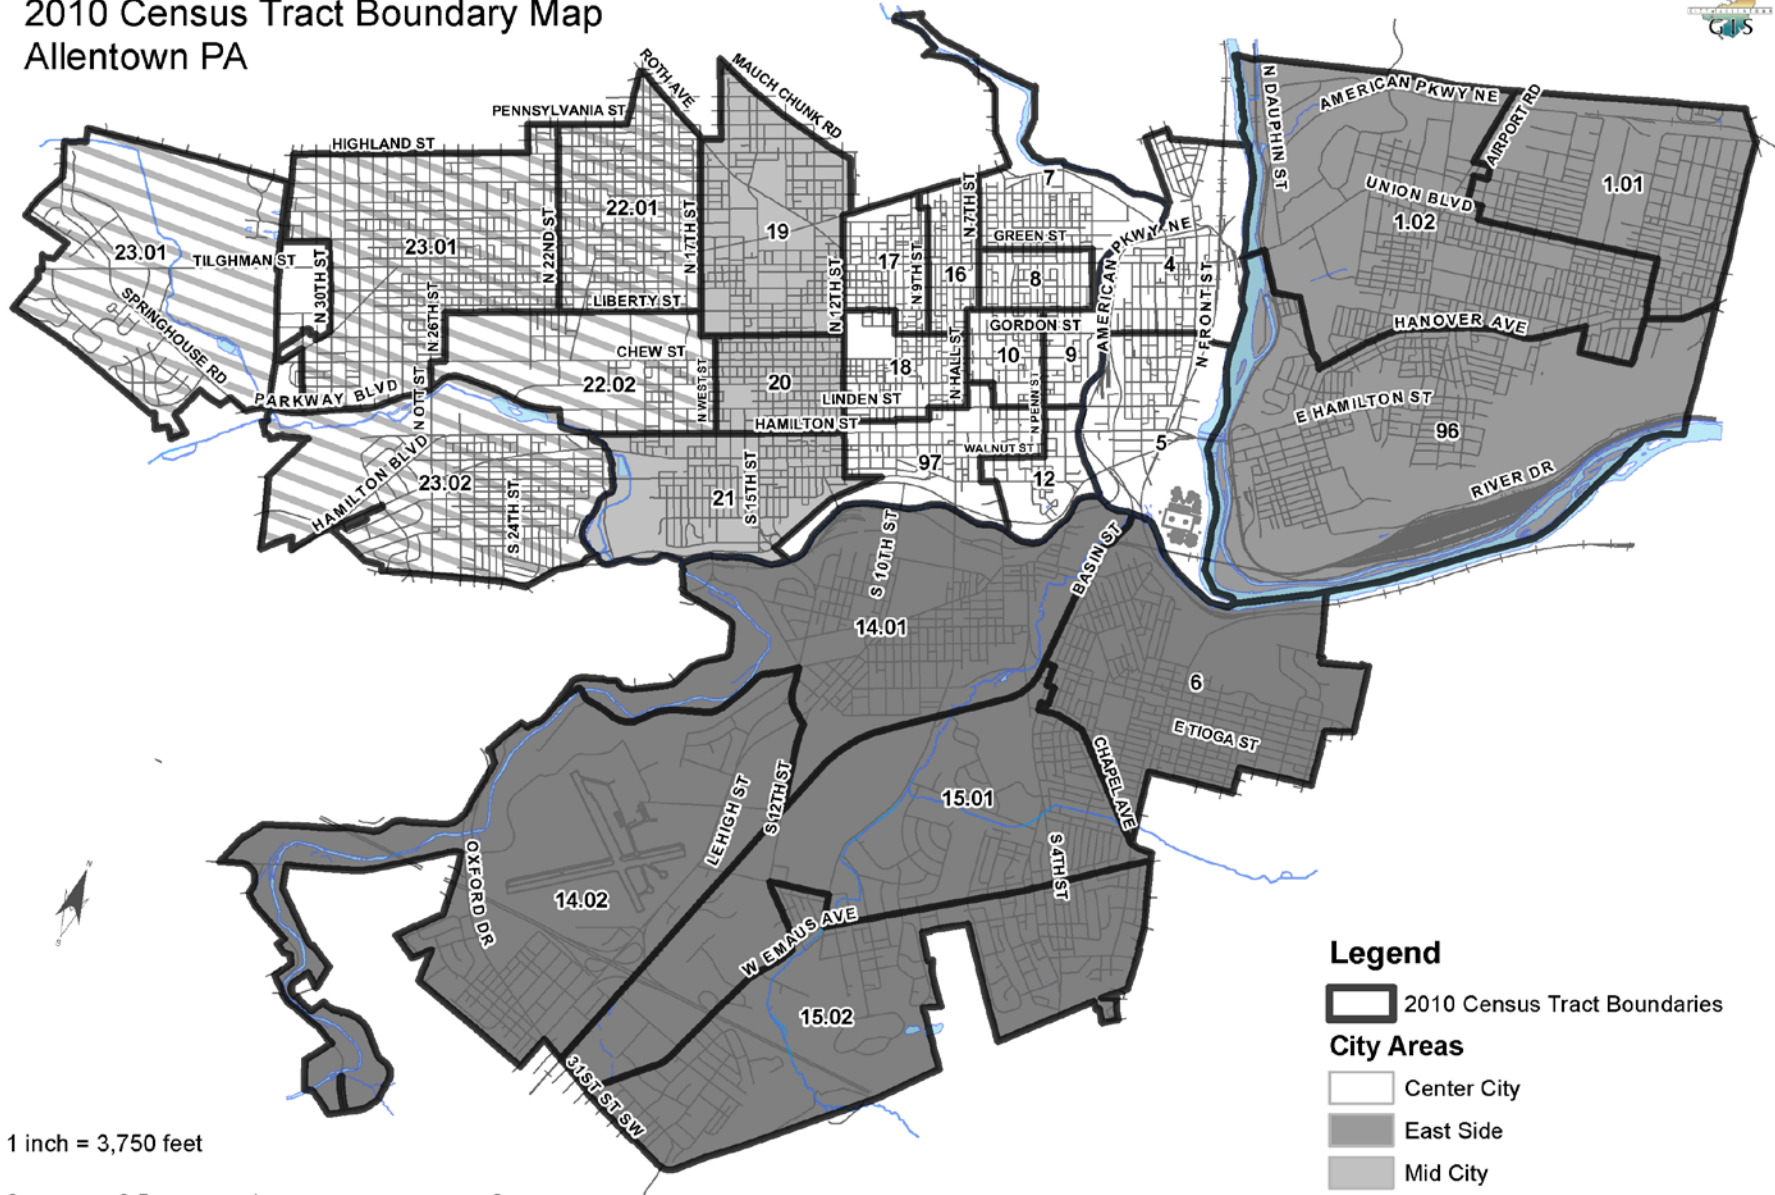 2010 Census Tract Boundary Map
Allentown PA
GIS
ROTH AVE
MAUCH CHUNK RD
PENNSYLVANIA ST
HIGHLAND ST
N DAUPHIN ST
AMERICAN PKWY NE
AIRPORT RD
UNION BLVD
1.01
1.02
7
N 7TH ST
22.01
N 22ND ST
N 17TH ST
19
23.01
TILGHMAN ST
N 30TH ST
23.01
GREEN ST
AMERICAN PKWY NE
17
N 9TH ST
16
8
4
N FRONT ST
SPRINGHOUSE RD
N 26TH ST
LIBERTY ST
N 12TH ST
GORDON ST
HANOVER AVE
CHEW ST
22.02
N WEST ST
20
18
N HALL ST
10
9
N PENN ST
PARKWAY BLVD
N OTT ST
LINDEN ST
HAMILTON ST
E HAMILTON ST
96
WALNUT ST
5
97
12
HAMILTON BLVD
23.02
S 24TH ST
21
S 15TH ST
RIVER DR
S 10TH ST
BASIN ST
14.01
6
E TIOGA ST
CHAPEL AVE
LEHIGH ST
S 12TH ST
15.01
S 4TH ST
OXFORD DR
14.02
W EMAUS AVE
15.02
31ST ST SW
N
Legend
2010 Census Tract Boundaries
City Areas
Center City
East Side
Mid City
1 inch = 3,750 feet